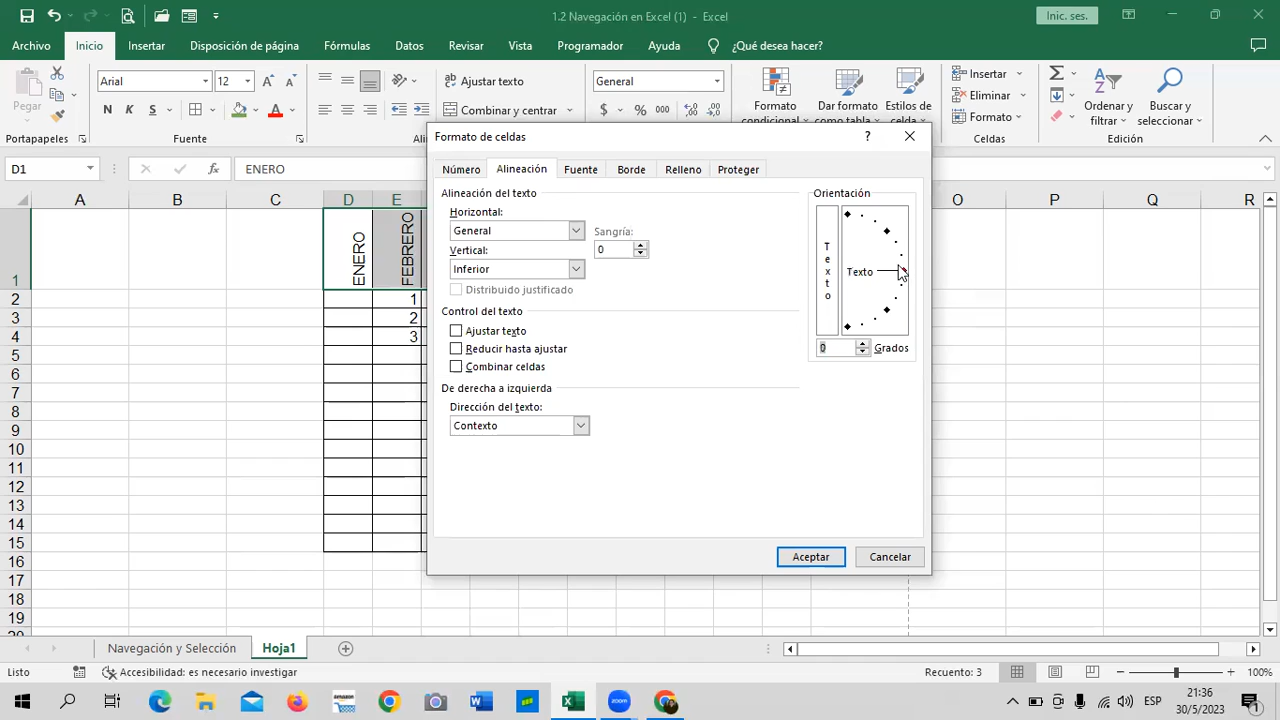 1.2 Navegación en Excel (1) - Excel
Inic. ses.
Archivo Inicio Insertar Disposición de página Fórmulas Datos Revisar Vista Programador Ayuda ¿Qué desea hacer?
Pegar
Arial 12
N K S
Ajustar texto
Combinar y centrar
General
$ % 000
Formato condicional
Dar formato como tabla
Estilos de celda
Insertar
Eliminar
Formato
Ordenar y filtrar
Buscar y seleccionar
Portapapeles Fuente Alinea Celdas Edición
D1 fx ENERO
A B C D E O P Q R
1 ENERO FEBRERO
2 1
3 2
4 3
5
6
7
8
9
10
11
12
13
14
15
16
17
18
19
20
Formato de celdas ?
Número Alineación Fuente Borde Relleno Proteger
Alineación del texto
Horizontal:
General
Sangría:
0
Vertical:
Inferior
Distribuido justificado
Control del texto
Ajustar texto
Reducir hasta ajustar
Combinar celdas
De derecha a izquierda
Dirección del texto:
Contexto
Orientación
Texto
Texto
0 Grados
Aceptar Cancelar
Navegación y Selección Hoja1
Listo Accesibilidad: es necesario investigar Recuento: 3 100%
ESP
21:36
30/5/2023